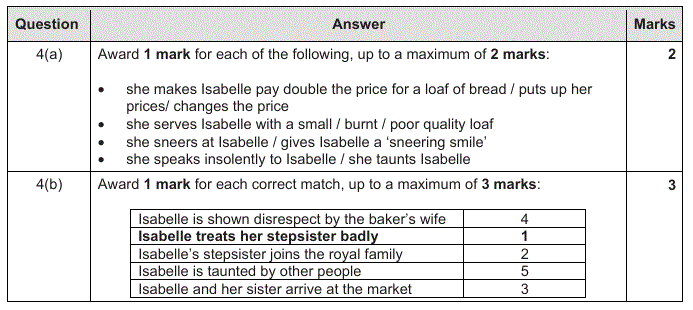 Question Answer Marks
4(a) Award 1 mark for each of the following, up to a maximum of 2 marks: 2
• she makes Isabelle pay double the price for a loaf of bread / puts up her
prices/ changes the price
• she serves Isabelle with a small / burnt / poor quality loaf
• she sneers at Isabelle / gives Isabelle a ‘sneering smile’
• she speaks insolently to Isabelle / she taunts Isabelle
4(b) Award 1 mark for each correct match, up to a maximum of 3 marks: 3
Isabelle is shown disrespect by the baker’s wife 4
Isabelle treats her stepsister badly 1
Isabelle’s stepsister joins the royal family 2
Isabelle is taunted by other people 5
Isabelle and her sister arrive at the market 3